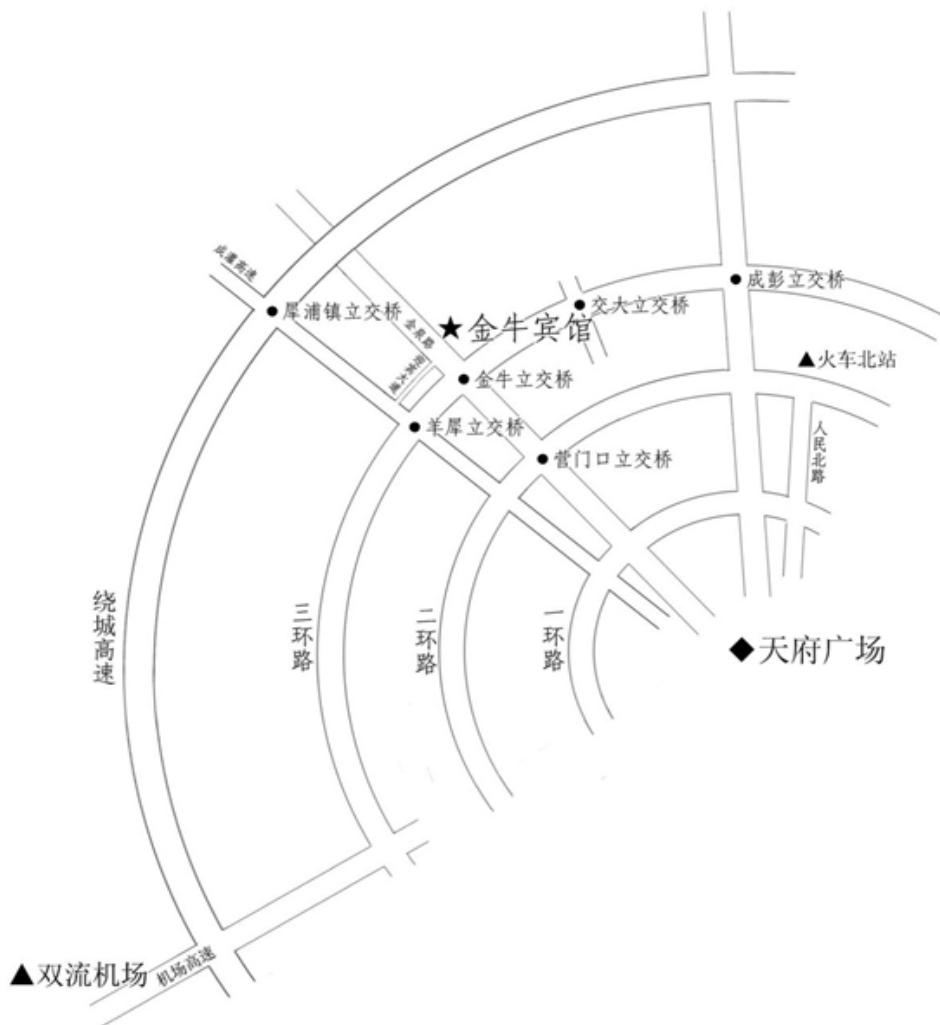 成灌高速
犀浦镇立交桥
金泉路
★金牛宾馆
交大立交桥
成彭立交桥
▲火车北站
金牛立交桥
羊犀立交桥
营门口立交桥
人民北路
绕城高速
三环路
二环路
一环路
◆天府广场
▲双流机场
机场高速